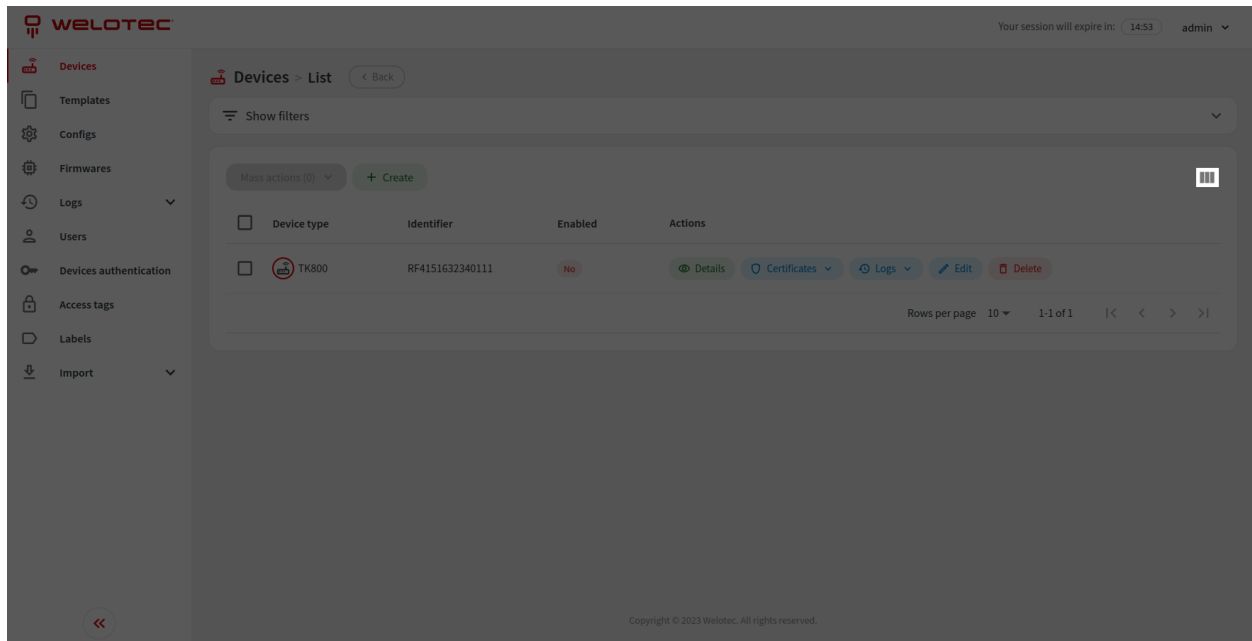 welotec
Your session will expire in: 14:53 admin
Devices
Templates
Configs
Firmwares
Logs
Users
Devices authentication
Access tags
Labels
Import
Devices > List < Back
Show filters
Mass actions (0) + Create
Device type Identifier Enabled Actions
TK800 RF4151632340111 No Details Certificates Logs Edit Delete
Rows per page 10 1-1 of 1
Copyright © 2023 Welotec. All rights reserved.